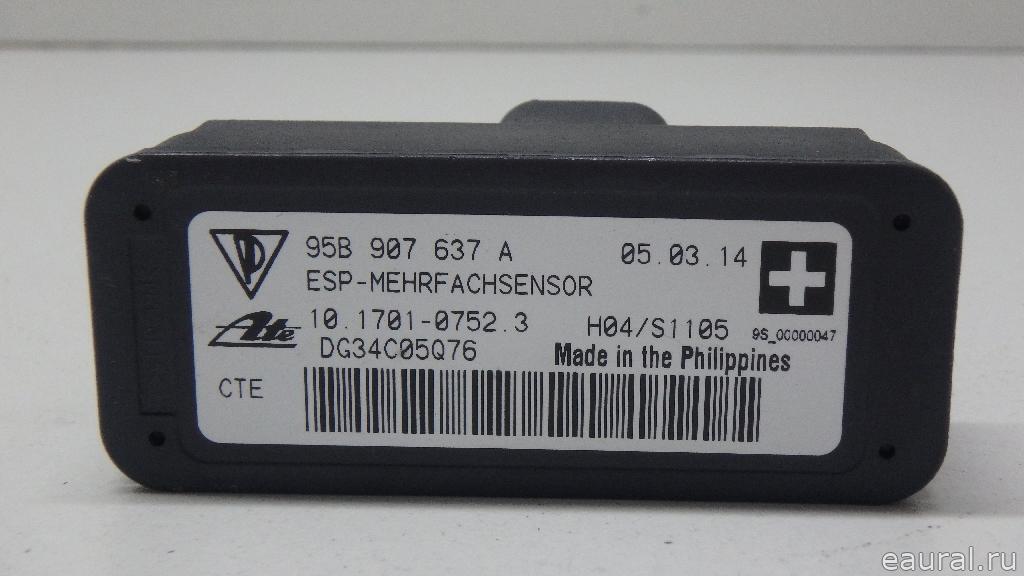 95B 907 637 A 05.03.14
ESP-MEHRFACHSENSOR
Ate 10.1701-0752.3 H04/S1105 9S_00000047
DG34C05Q76 Made in the Philippines
CTE
eaural.ru